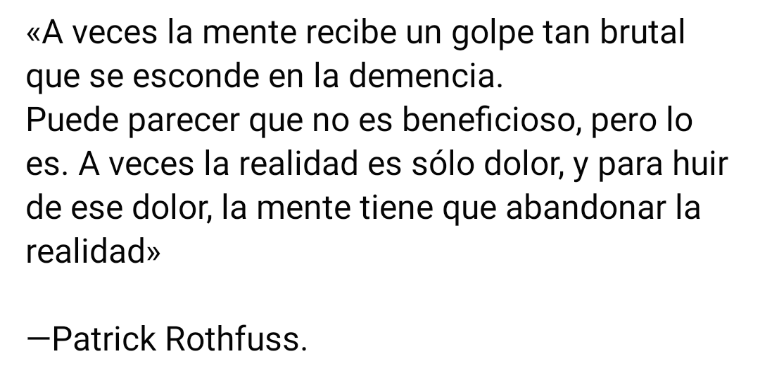 «A veces la mente recibe un golpe tan brutal
que se esconde en la demencia.
Puede parecer que no es beneficioso, pero lo
es. A veces la realidad es sólo dolor, y para huir
de ese dolor, la mente tiene que abandonar la
realidad»
—Patrick Rothfuss.